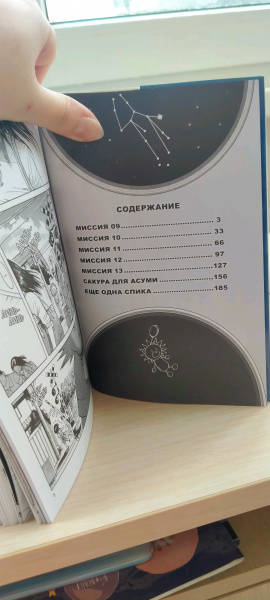 СОДЕРЖАНИЕ
МИССИЯ 09 3
МИССИЯ 10 33
МИССИЯ 11 66
МИССИЯ 12 97
МИССИЯ 13 127
САКУРА ДЛЯ АСУМИ 156
ЕЩЕ ОДНА СПИКА 185